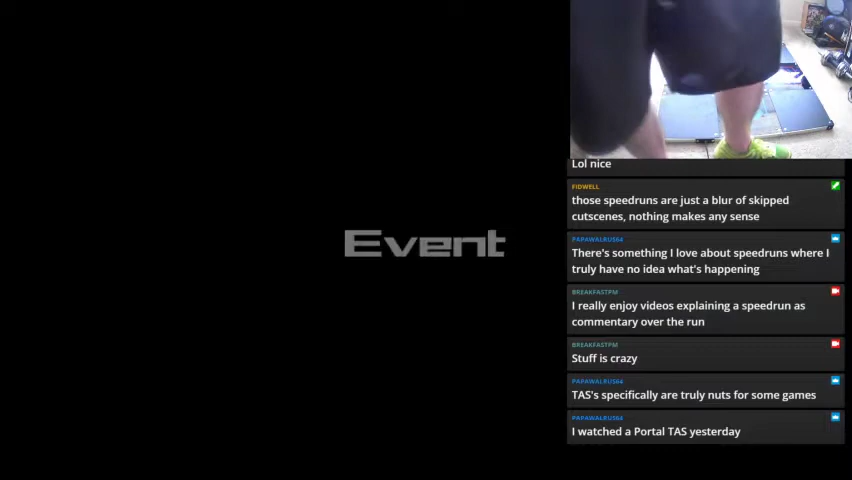 Lol nice
FIDWELL
those speedruns are just a blur of skipped
cutscenes, nothing makes any sense
PAPAWALRUS64
There's something I love about speedruns where I
truly have no idea what's happening
BREAKFASTPM
I really enjoy videos explaining a speedrun as
commentary over the run
BREAKFASTPM
Stuff is crazy
PAPAWALRUS64
TAS's specifically are truly nuts for some games
PAPAWALRUS64
I watched a Portal TAS yesterday
Event